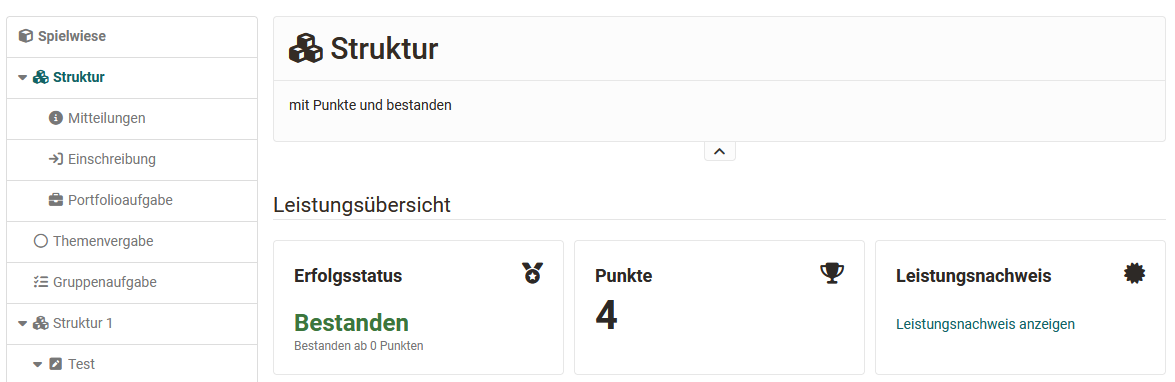 Spielwiese
Struktur
Mitteilungen
Einschreibung
Portfolioaufgabe
Themenvergabe
Gruppenaufgabe
Struktur 1
Test
Struktur
mit Punkte und bestanden
Leistungsübersicht
Erfolgsstatus
Bestanden
Bestanden ab 0 Punkten
Punkte
4
Leistungsnachweis
Leistungsnachweis anzeigen